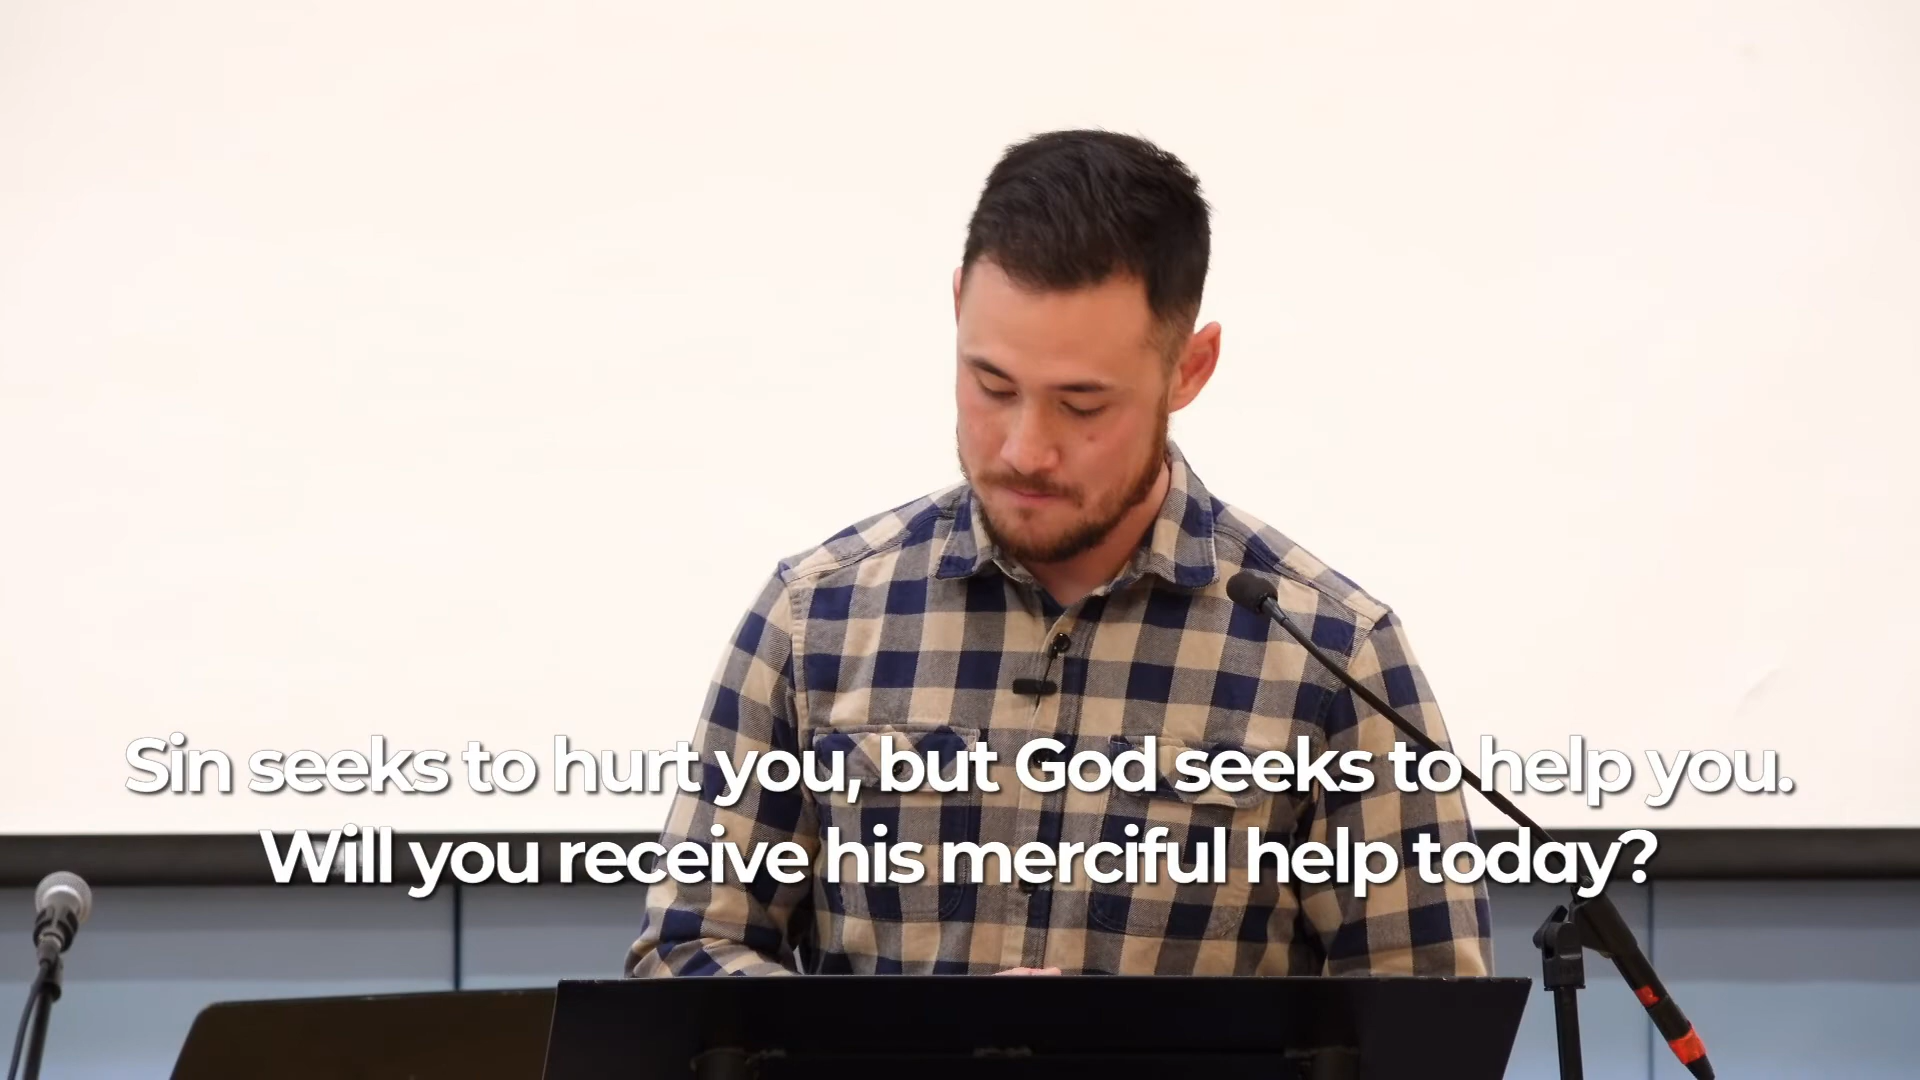 Sin seeks to hurt you, but God seeks to help you.
Will you receive his merciful help today?